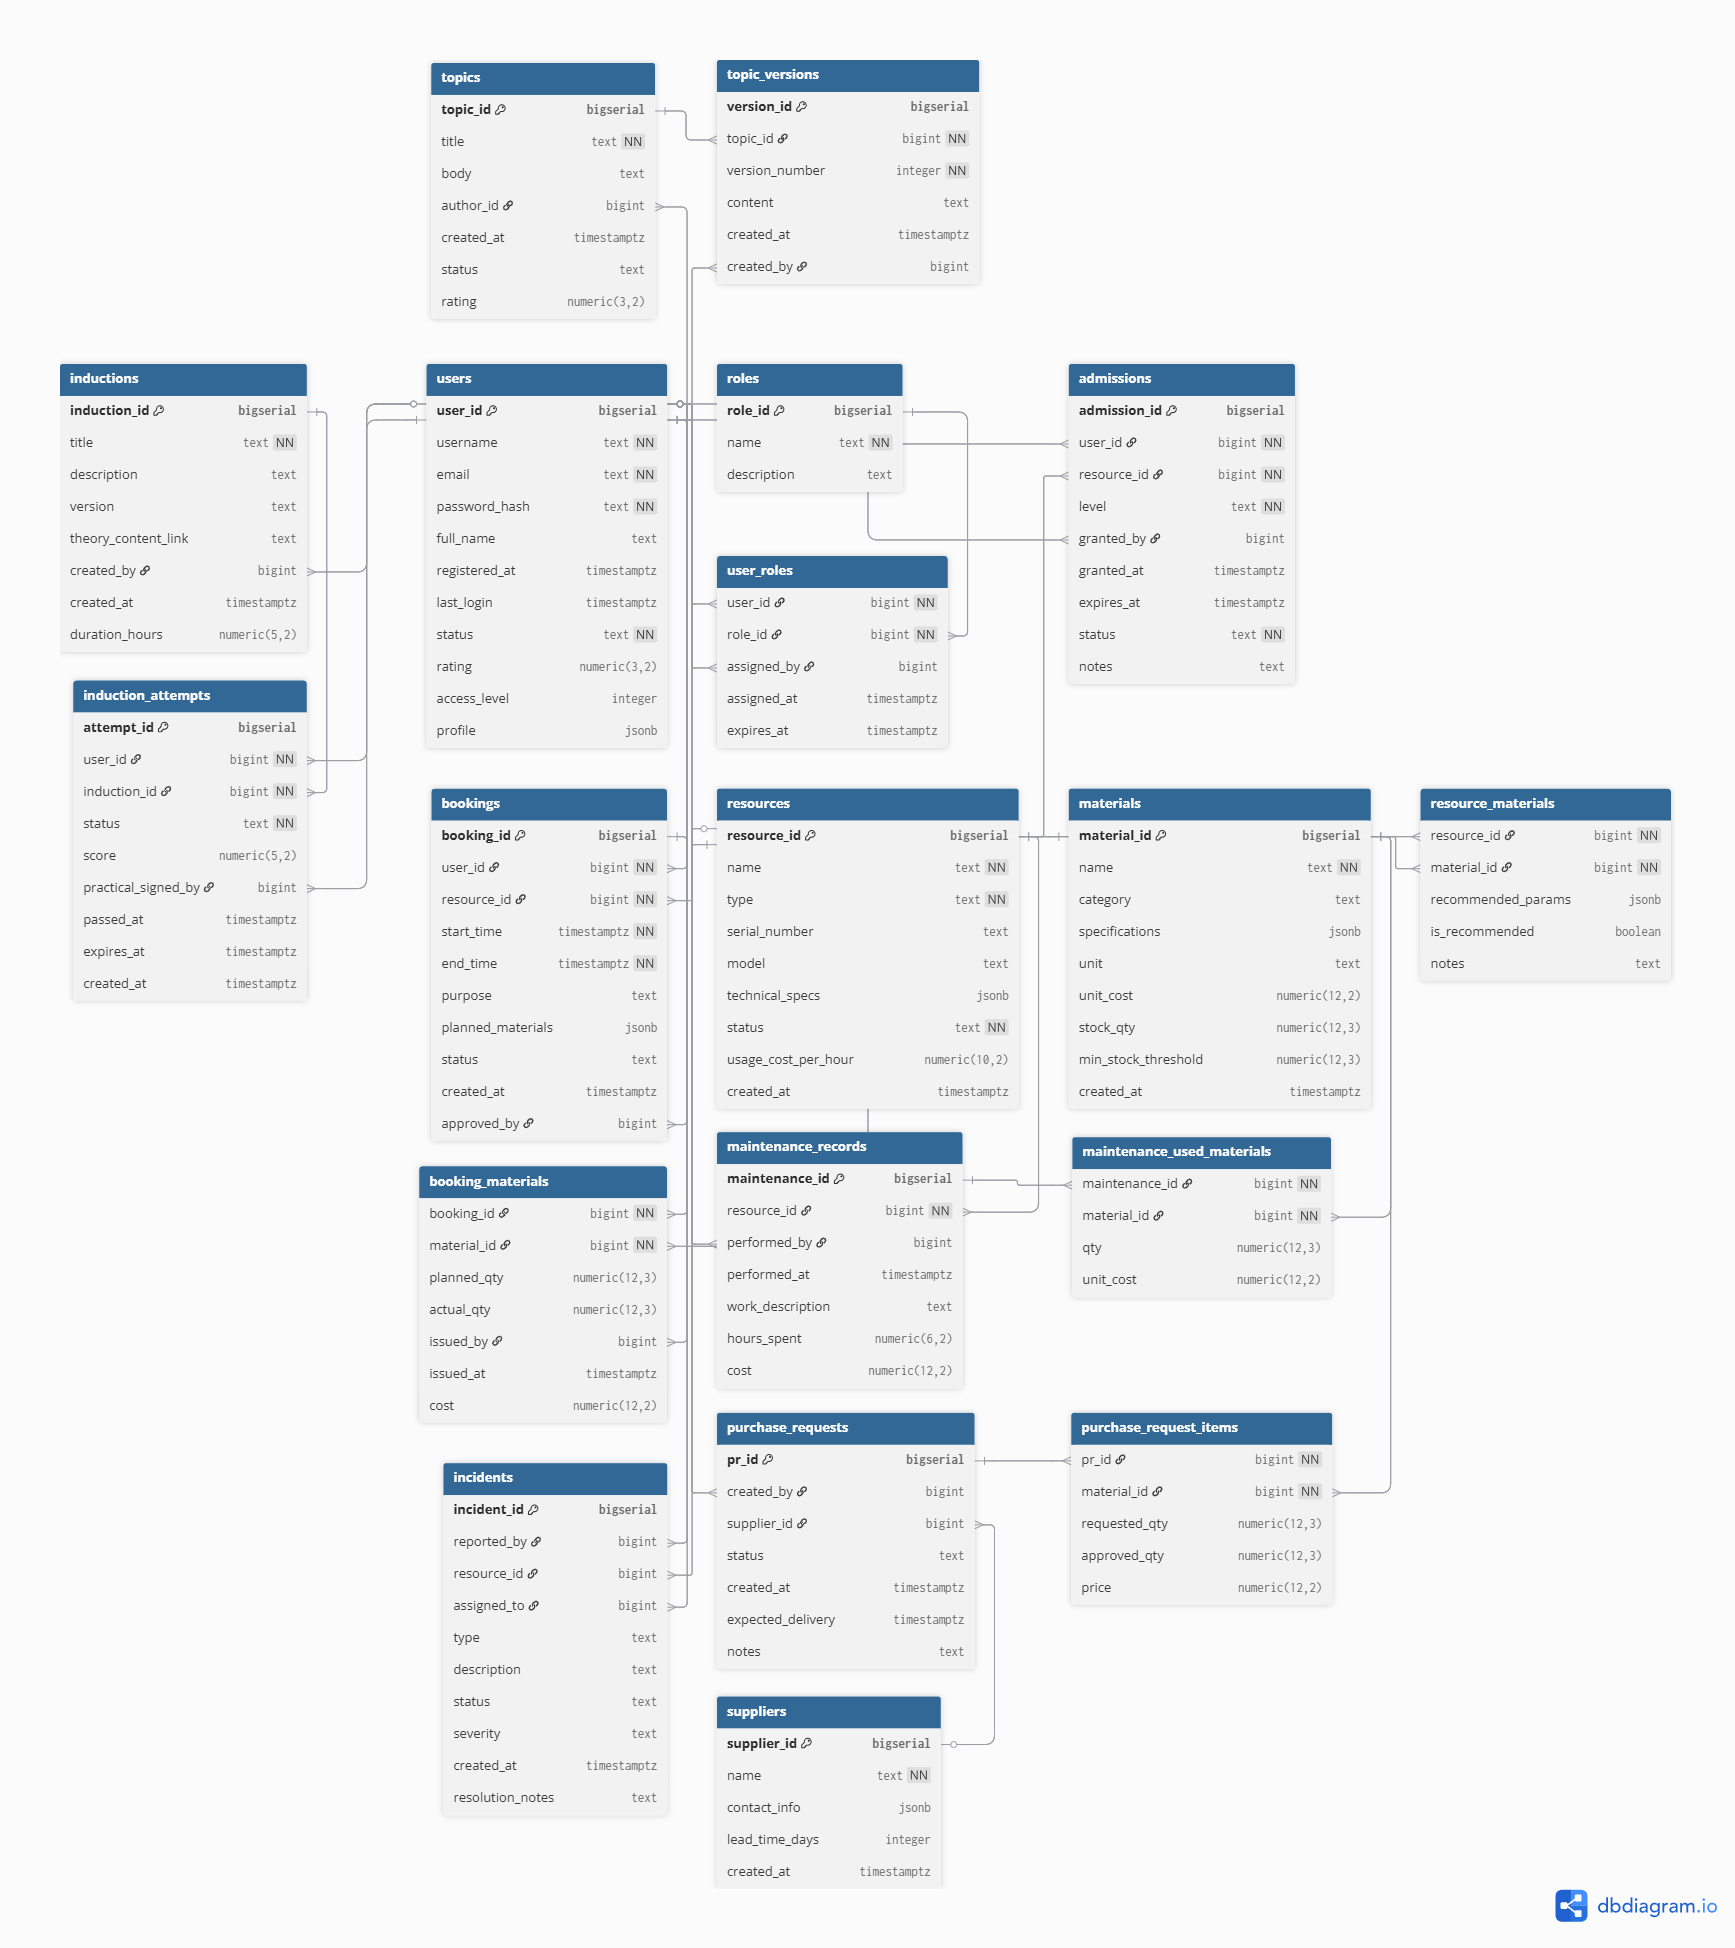 topics
topic_id bigserial
title text NN
body text
author_id bigint
created_at timestamptz
status text
rating numeric(3,2)
topic_versions
version_id bigserial
topic_id bigint NN
version_number integer NN
content text
created_at timestamptz
created_by bigint
inductions
induction_id bigserial
title text NN
description text
version text
theory_content_link text
created_by bigint
created_at timestamptz
duration_hours numeric(5,2)
users
user_id bigserial
username text NN
email text NN
password_hash text NN
full_name text
registered_at timestamptz
last_login timestamptz
status text NN
rating numeric(3,2)
access_level integer
profile jsonb
roles
role_id bigserial
name text NN
description text
admissions
admission_id bigserial
user_id bigint NN
resource_id bigint NN
level text NN
granted_by bigint
granted_at timestamptz
expires_at timestamptz
status text NN
notes text
user_roles
user_id bigint NN
role_id bigint NN
assigned_by bigint
assigned_at timestamptz
expires_at timestamptz
induction_attempts
attempt_id bigserial
user_id bigint NN
induction_id bigint NN
status text NN
score numeric(5,2)
practical_signed_by bigint
passed_at timestamptz
expires_at timestamptz
created_at timestamptz
bookings
booking_id bigserial
user_id bigint NN
resource_id bigint NN
start_time timestamptz NN
end_time timestamptz NN
purpose text
planned_materials jsonb
status text
created_at timestamptz
approved_by bigint
resources
resource_id bigserial
name text NN
type text NN
serial_number text
model text
technical_specs jsonb
status text NN
usage_cost_per_hour numeric(10,2)
created_at timestamptz
materials
material_id bigserial
name text NN
category text
specifications jsonb
unit text
unit_cost numeric(12,2)
stock_qty numeric(12,3)
min_stock_threshold numeric(12,3)
created_at timestamptz
resource_materials
resource_id bigint NN
material_id bigint NN
recommended_params jsonb
is_recommended boolean
notes text
booking_materials
booking_id bigint NN
material_id bigint NN
planned_qty numeric(12,3)
actual_qty numeric(12,3)
issued_by bigint
issued_at timestamptz
cost numeric(12,2)
maintenance_records
maintenance_id bigserial
resource_id bigint NN
performed_by bigint
performed_at timestamptz
work_description text
hours_spent numeric(6,2)
cost numeric(12,2)
maintenance_used_materials
maintenance_id bigint NN
material_id bigint NN
qty numeric(12,3)
unit_cost numeric(12,2)
incidents
incident_id bigserial
reported_by bigint
resource_id bigint
assigned_to bigint
type text
description text
status text
severity text
created_at timestamptz
resolution_notes text
purchase_requests
pr_id bigserial
created_by bigint
supplier_id bigint
status text
created_at timestamptz
expected_delivery timestamptz
notes text
purchase_request_items
pr_id bigint NN
material_id bigint NN
requested_qty numeric(12,3)
approved_qty numeric(12,3)
price numeric(12,2)
suppliers
supplier_id bigserial
name text NN
contact_info jsonb
lead_time_days integer
created_at timestamptz
dbdiagram.io